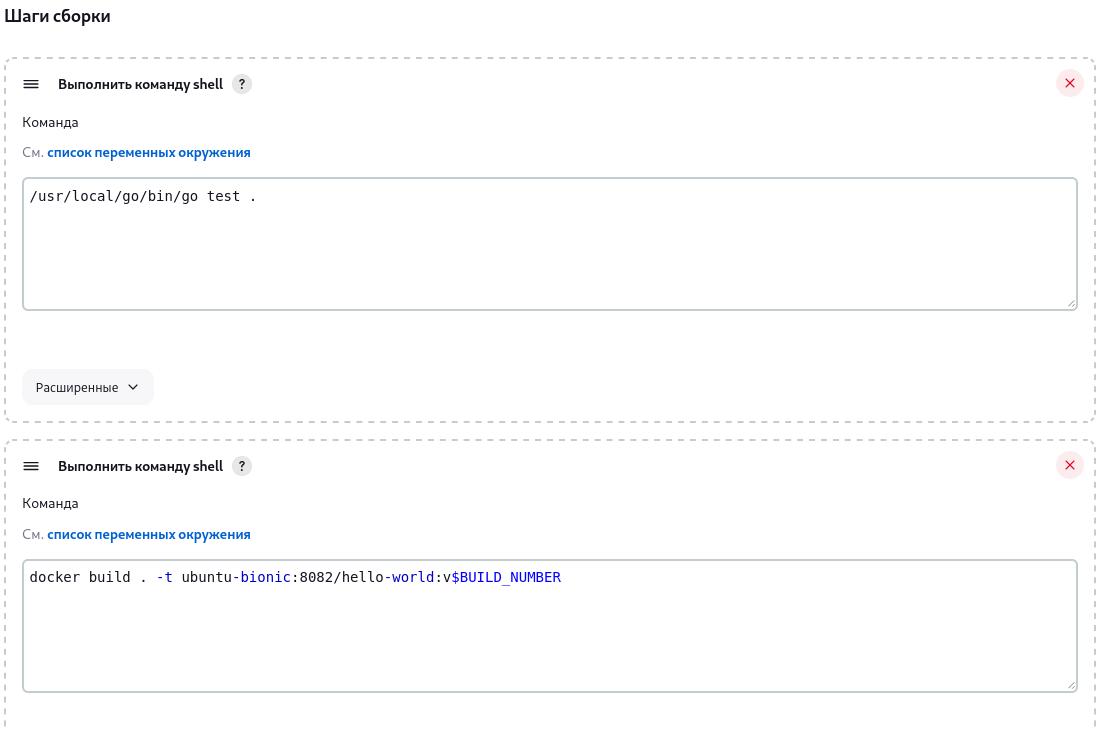 Шаги сборки
Выполнить команду shell ?
Команда
См. список переменных окружения
/usr/local/go/bin/go test .
Расширенные
Выполнить команду shell ?
Команда
См. список переменных окружения
docker build . -t ubuntu-bionic:8082/hello-world:v$BUILD_NUMBER